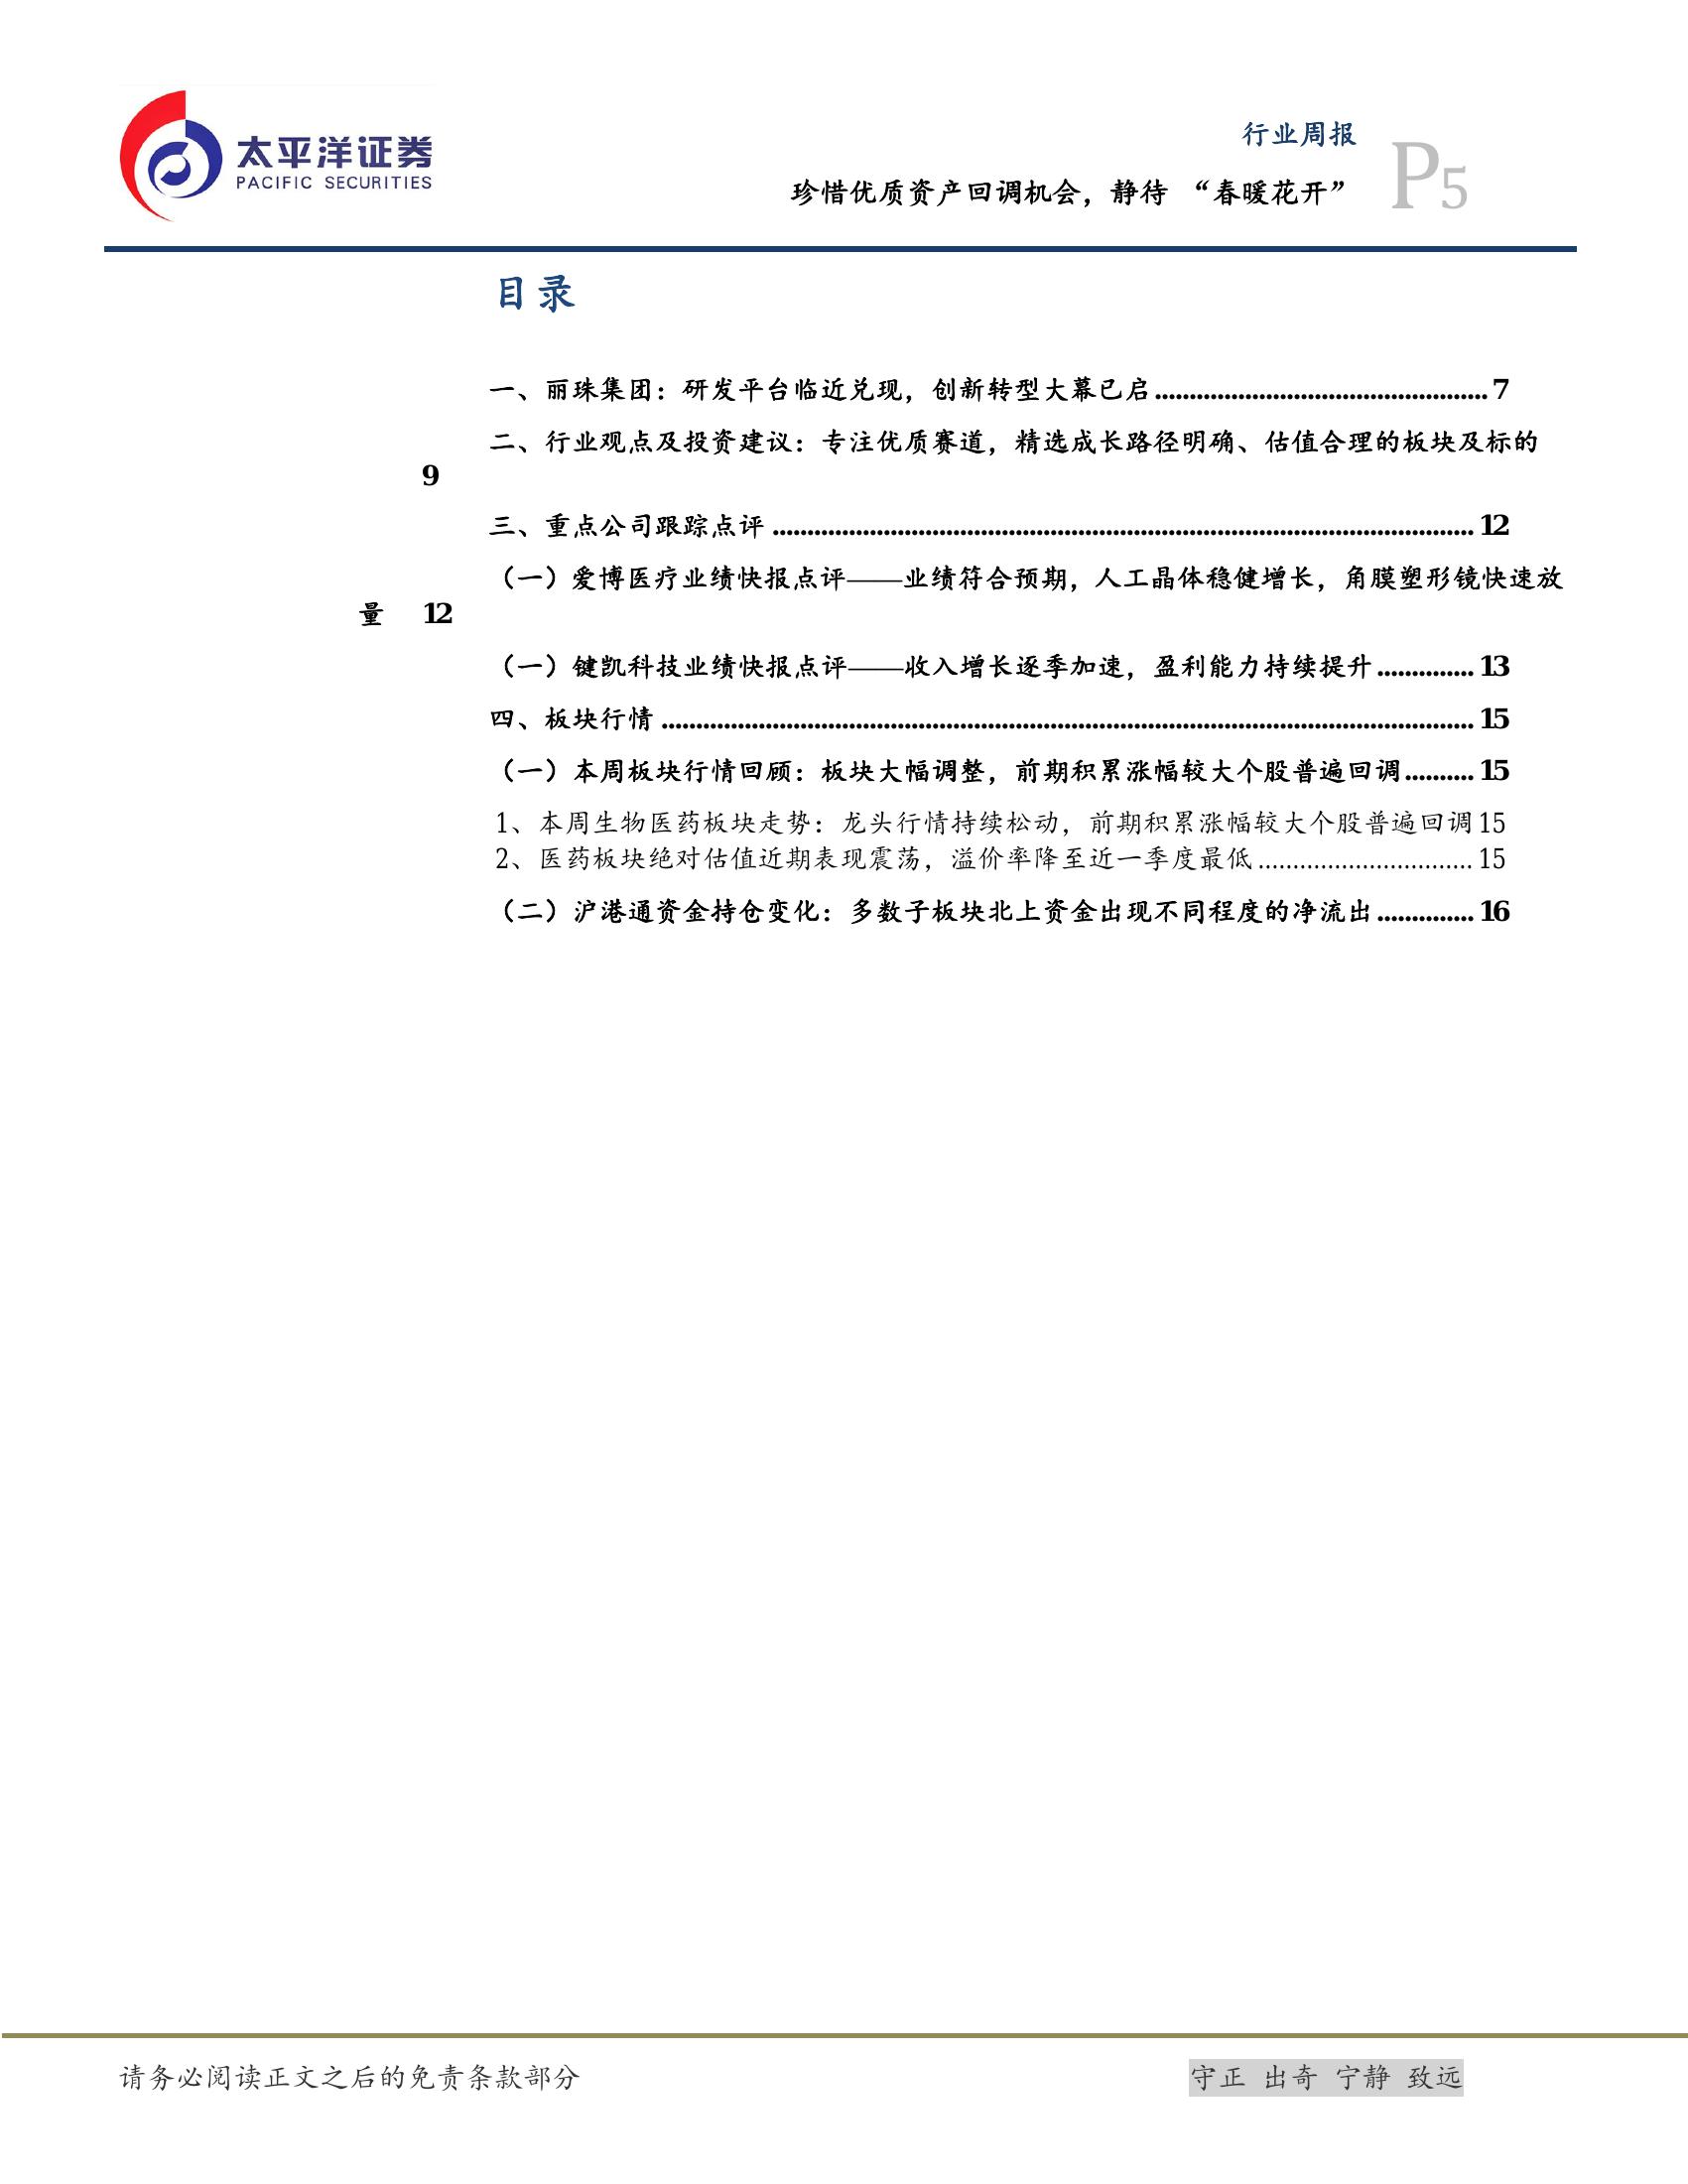 太平洋证券
PACIFIC SECURITIES
行业周报
珍惜优质资产回调机会，静待 “春暖花开”
P5
目录
一、丽珠集团：研发平台临近兑现，创新转型大幕已启................................................ 7
二、行业观点及投资建议：专注优质赛道，精选成长路径明确、估值合理的板块及标的
9
三、重点公司跟踪点评..................................................................................................... 12
（一）爱博医疗业绩快报点评——业绩符合预期，人工晶体稳健增长，角膜塑形镜快速放
量 12
（一）键凯科技业绩快报点评——收入增长逐季加速，盈利能力持续提升.............. 13
四、板块行情..................................................................................................................... 15
（一）本周板块行情回顾：板块大幅调整，前期积累涨幅较大个股普遍回调.......... 15
1、本周生物医药板块走势：龙头行情持续松动，前期积累涨幅较大个股普遍回调 15
2、医药板块绝对估值近期表现震荡，溢价率降至近一季度最低............................... 15
（二）沪港通资金持仓变化：多数子板块北上资金出现不同程度的净流出.............. 16
请务必阅读正文之后的免责条款部分
守正 出奇 宁静 致远